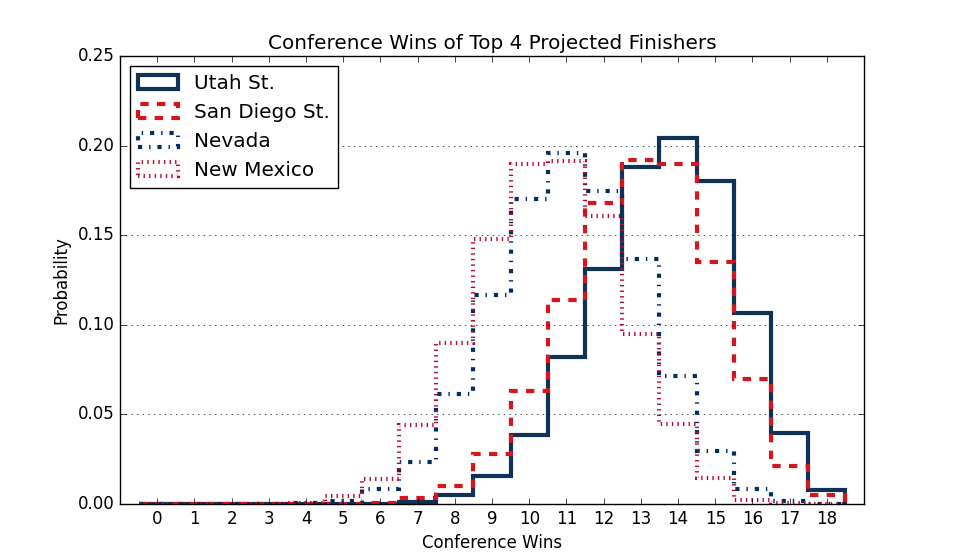 Conference Wins of Top 4 Projected Finishers
0.25
0.20
0.15
0.10
0.05
0.00
Probability
Utah St.
San Diego St.
Nevada
New Mexico
0 1 2 3 4 5 6 7 8 9 10 11 12 13 14 15 16 17 18
Conference Wins